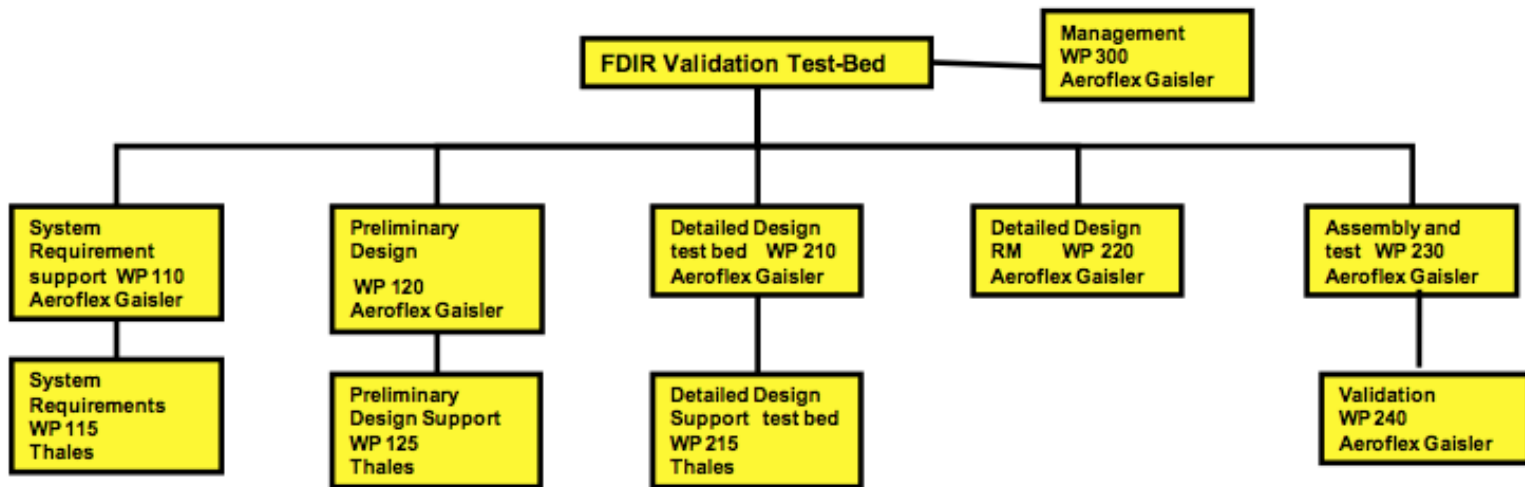 FDIR Validation Test-Bed
Management
WP 300
Aeroflex Gaisler
System
Requirement
support WP 110
Aeroflex Gaisler
Preliminary
Design
WP 120
Aeroflex Gaisler
Detailed Design
test bed WP 210
Aeroflex Gaisler
Detailed Design
RM WP 220
Aeroflex Gaisler
Assembly and
test WP 230
Aeroflex Gaisler
System
Requirements
WP 115
Thales
Preliminary
Design Support
WP 125
Thales
Detailed Design
Support test bed
WP 215
Thales
Validation
WP 240
Aeroflex Gaisler